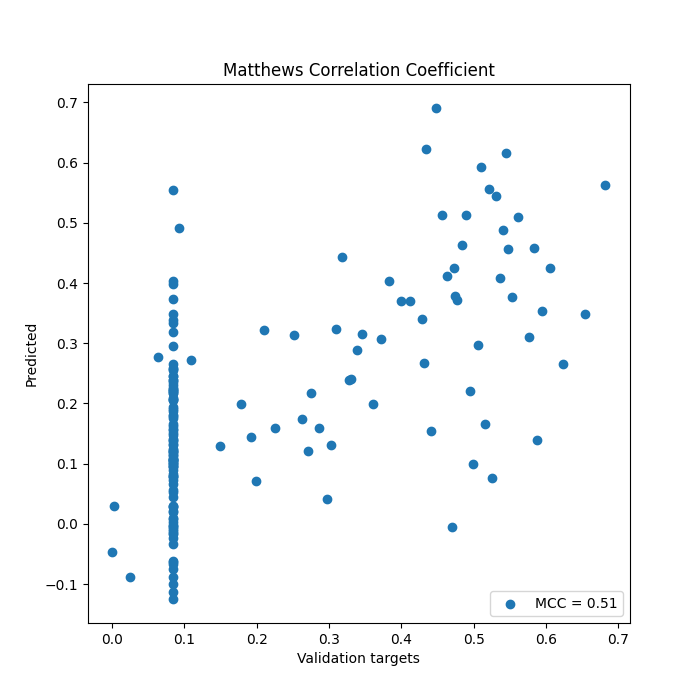 Matthews Correlation Coefficient
0.7
0.6
0.5
0.4
0.3
0.2
0.1
0.0
−0.1
Predicted
MCC = 0.51
0.0 0.1 0.2 0.3 0.4 0.5 0.6 0.7
Validation targets